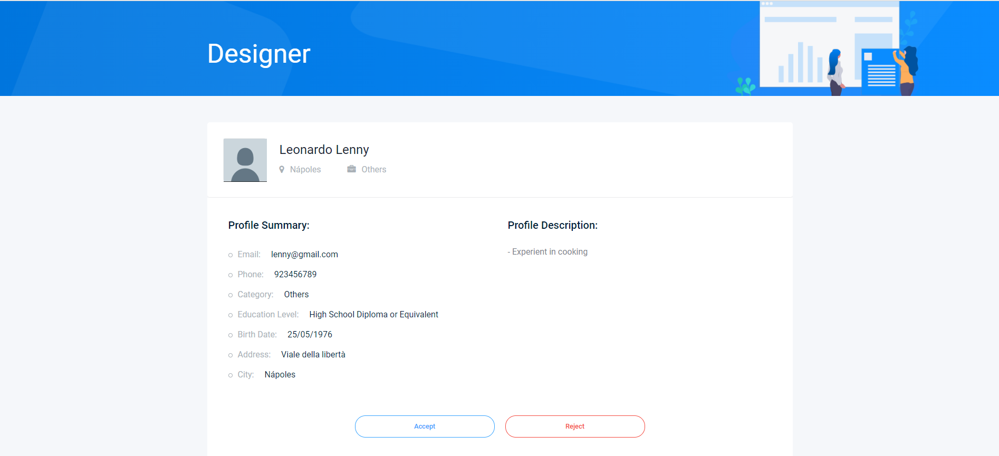 Designer
Leonardo Lenny
Nápoles Others
Profile Summary:
Email: lenny@gmail.com
Phone: 923456789
Category: Others
Education Level: High School Diploma or Equivalent
Birth Date: 25/05/1976
Address: Viale della libertà
City: Nápoles
Profile Description:
- Experient in cooking
Accept
Reject